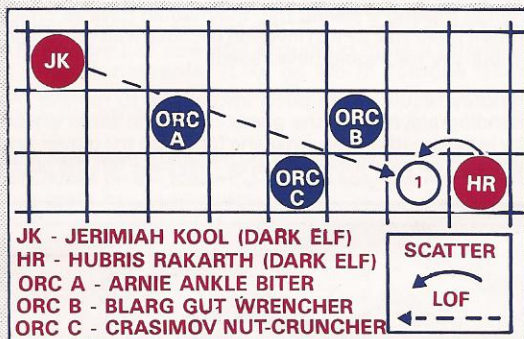 JK
ORC
A
ORC
B
ORC
C
1
HR
JK - JERIMIAH KOOL (DARK ELF)
HR - HUBRIS RAKARTH (DARK ELF)
ORC A - ARNIE ANKLE BITER
ORC B - BLARG GUT WRENCHER
ORC C - CRASIMOV NUT-CRUNCHER
SCATTER
LOF